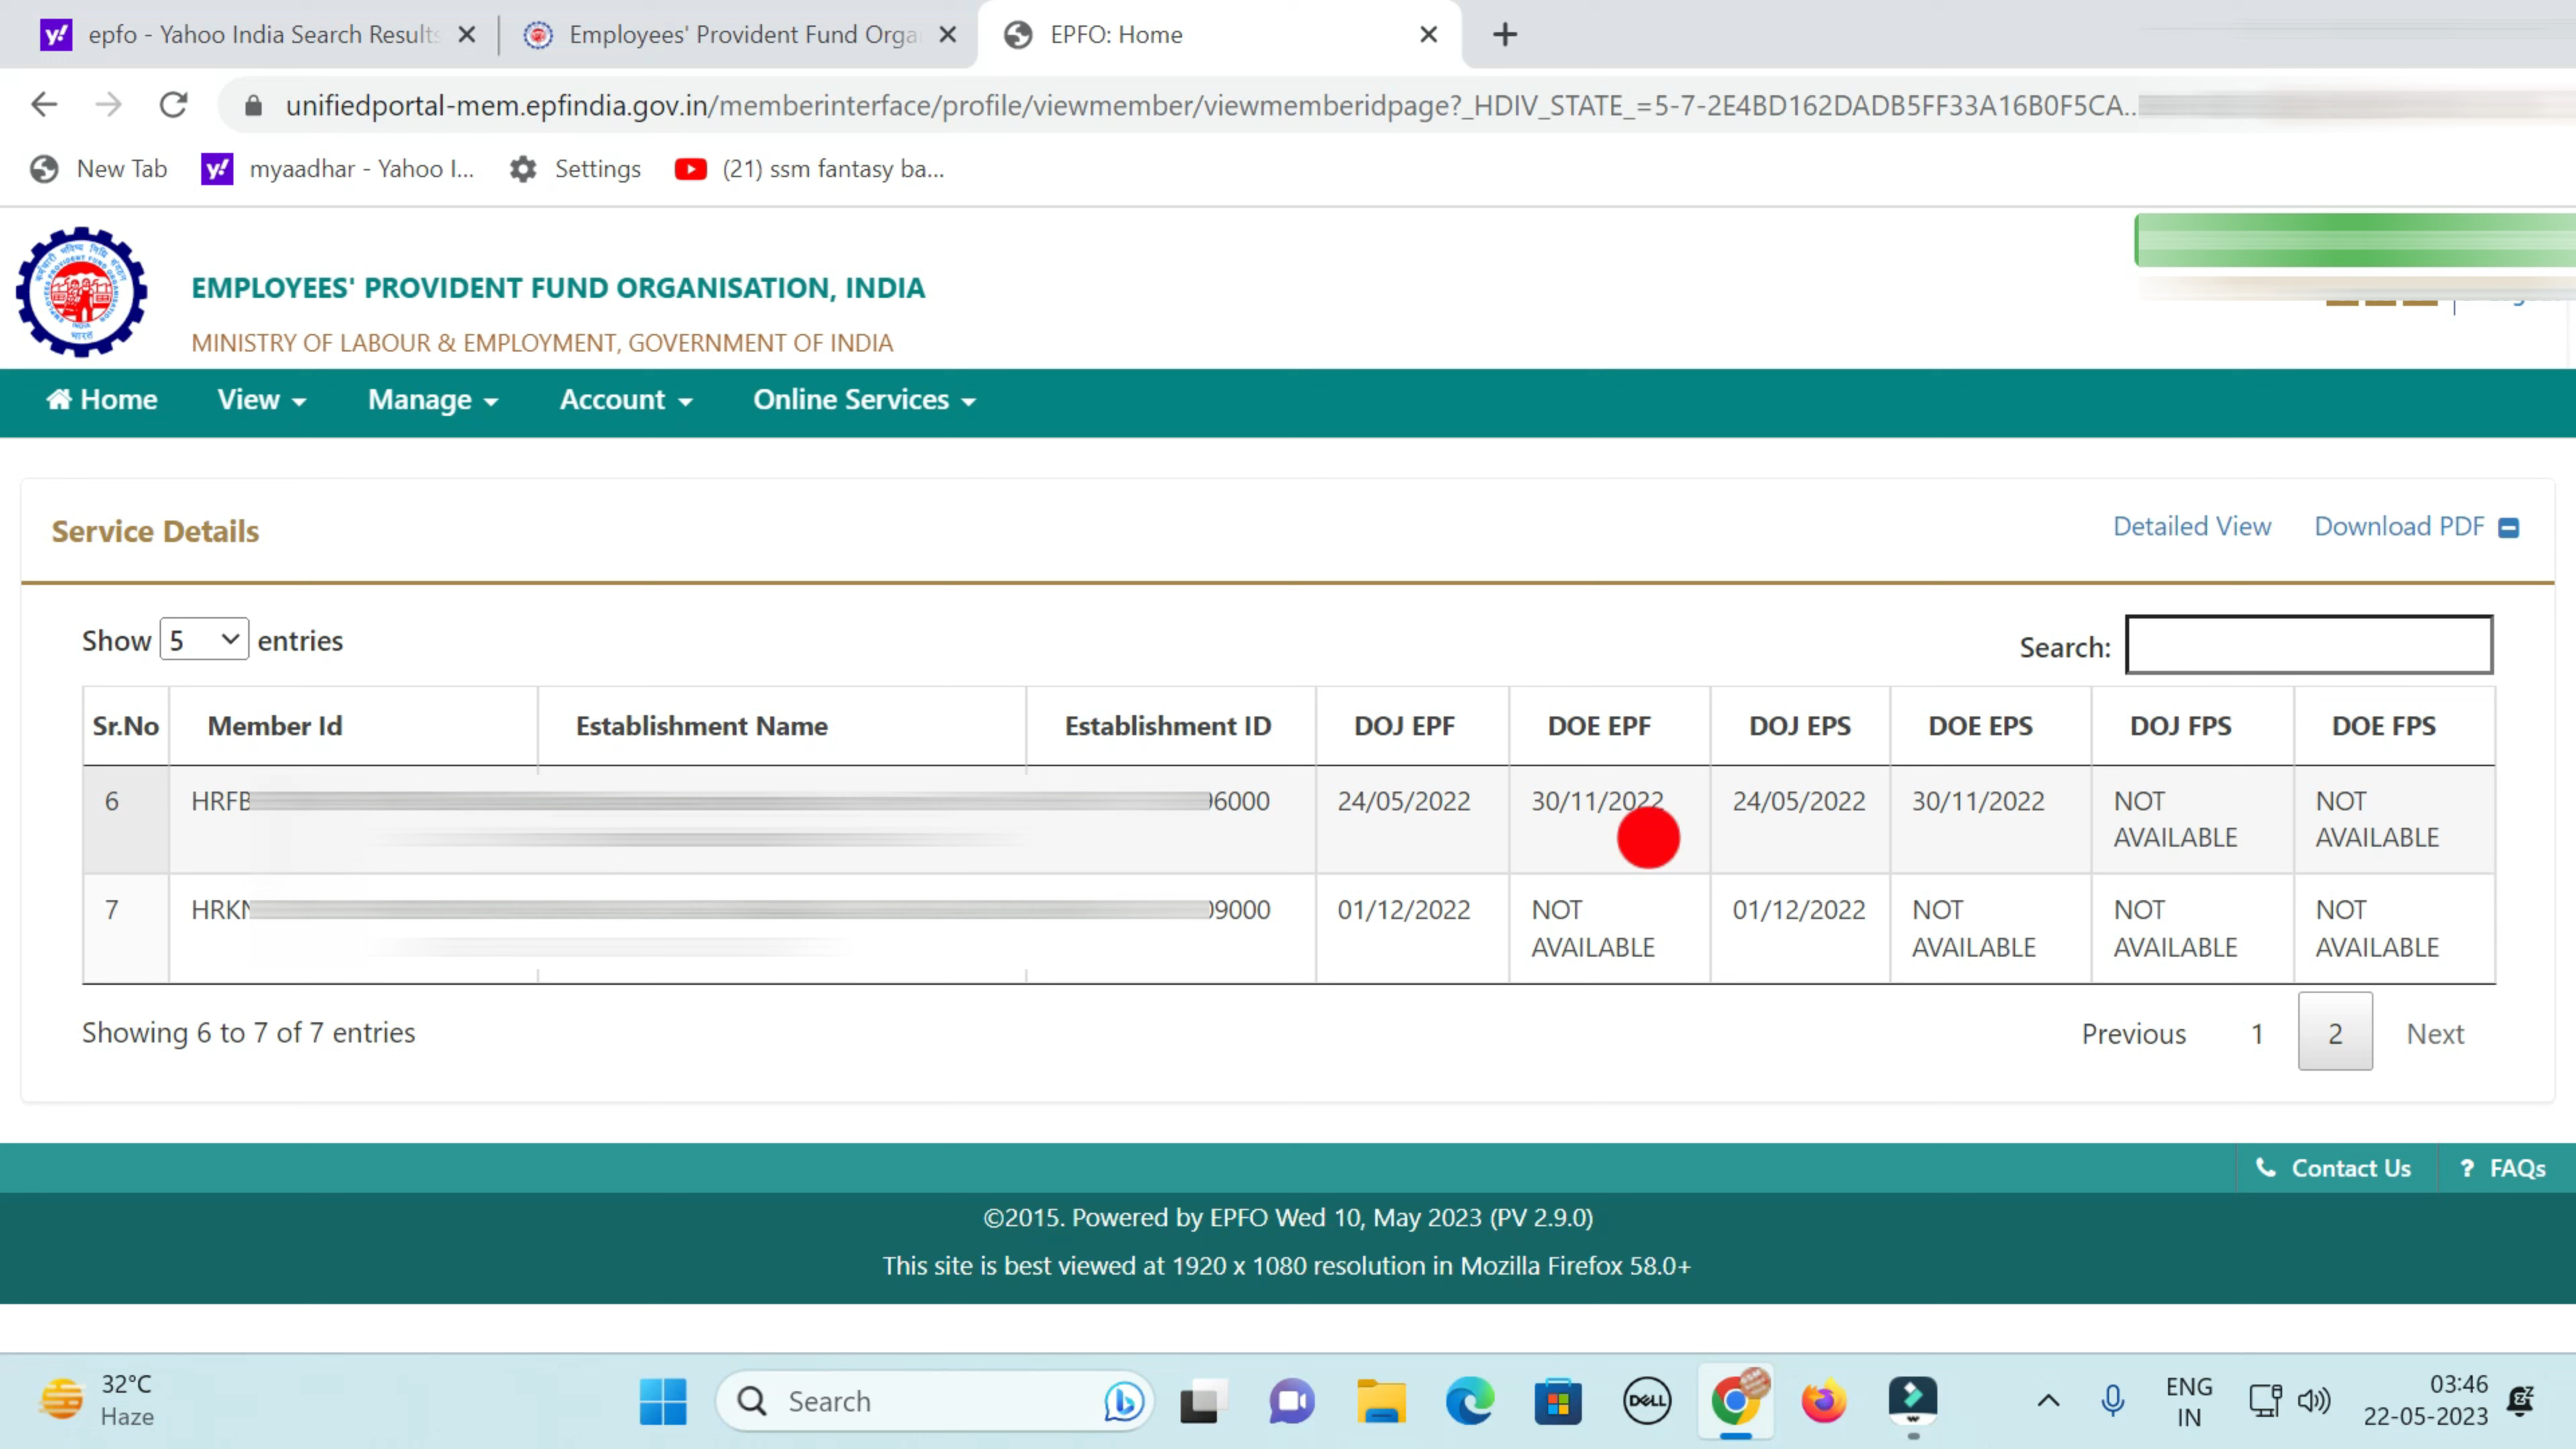 epfo - Yahoo India Search Results
Employees' Provident Fund Orga
EPFO: Home
unifiedportal-mem.epfindia.gov.in/memberinterface/profile/viewmember/viewmemberidpage?_HDIV_STATE_=5-7-2E4BD162DADB5FF33A16B0F5CA..
New Tab
myaadhar - Yahoo I...
Settings
(21) ssm fantasy ba...
EMPLOYEES' PROVIDENT FUND ORGANISATION, INDIA
MINISTRY OF LABOUR & EMPLOYMENT, GOVERNMENT OF INDIA
Home View Manage Account Online Services
Service Details
Detailed View Download PDF
Show 5 entries
Search:
Sr.No Member Id Establishment Name Establishment ID DOJ EPF DOE EPF DOJ EPS DOE EPS DOJ FPS DOE FPS
6 HRFB 6000 24/05/2022 30/11/2022 24/05/2022 30/11/2022 NOT NOT
AVAILABLE AVAILABLE
7 HRKN 9000 01/12/2022 NOT 01/12/2022 NOT NOT NOT
AVAILABLE AVAILABLE AVAILABLE AVAILABLE
Showing 6 to 7 of 7 entries
Previous 1 2 Next
Contact Us ? FAQs
©2015. Powered by EPFO Wed 10, May 2023 (PV 2.9.0)
This site is best viewed at 1920 x 1080 resolution in Mozilla Firefox 58.0+
32°C
Haze
Search
DELL
ENG
IN
03:46
22-05-2023